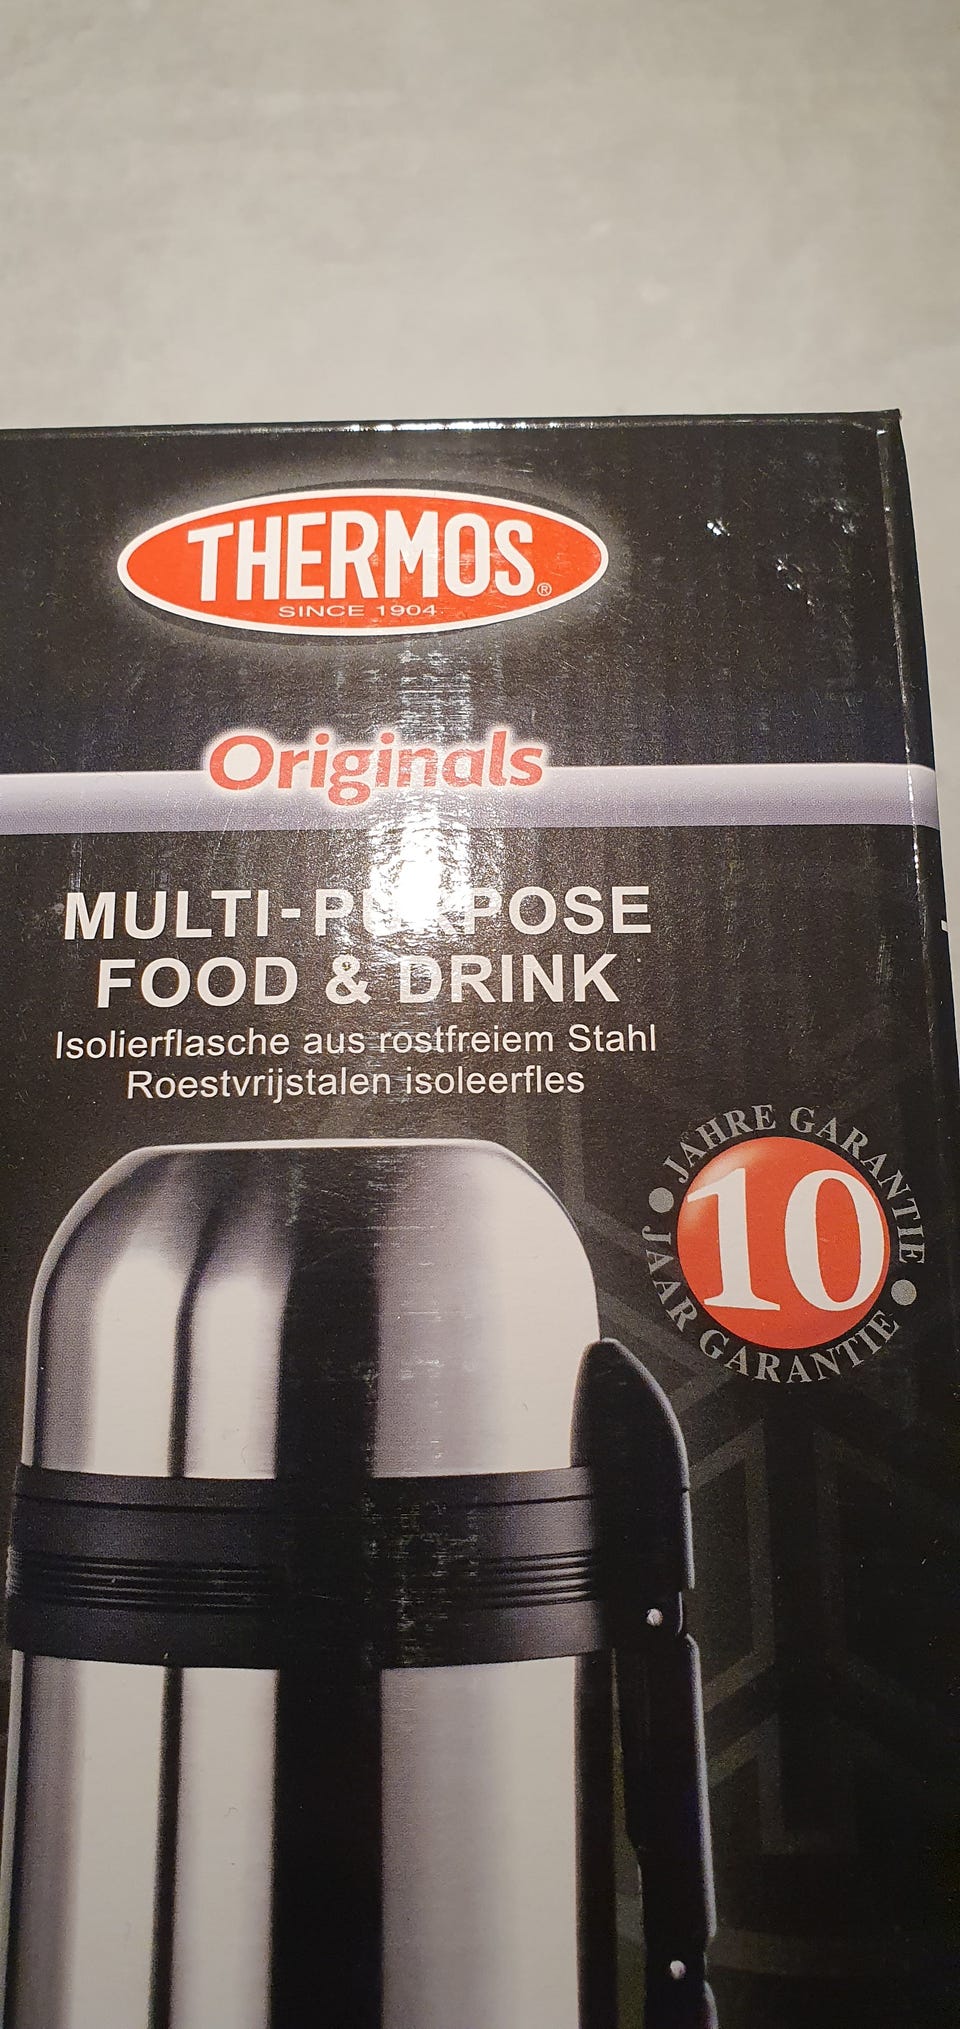 THERMOS®
SINCE 1904
Originals
MULTI-PURPOSE
FOOD & DRINK
Isolierflasche aus rostfreiem Stahl
Roestvrijstalen isoleerfles
JAHRE GARANTIE
10
JAAR GARANTIE